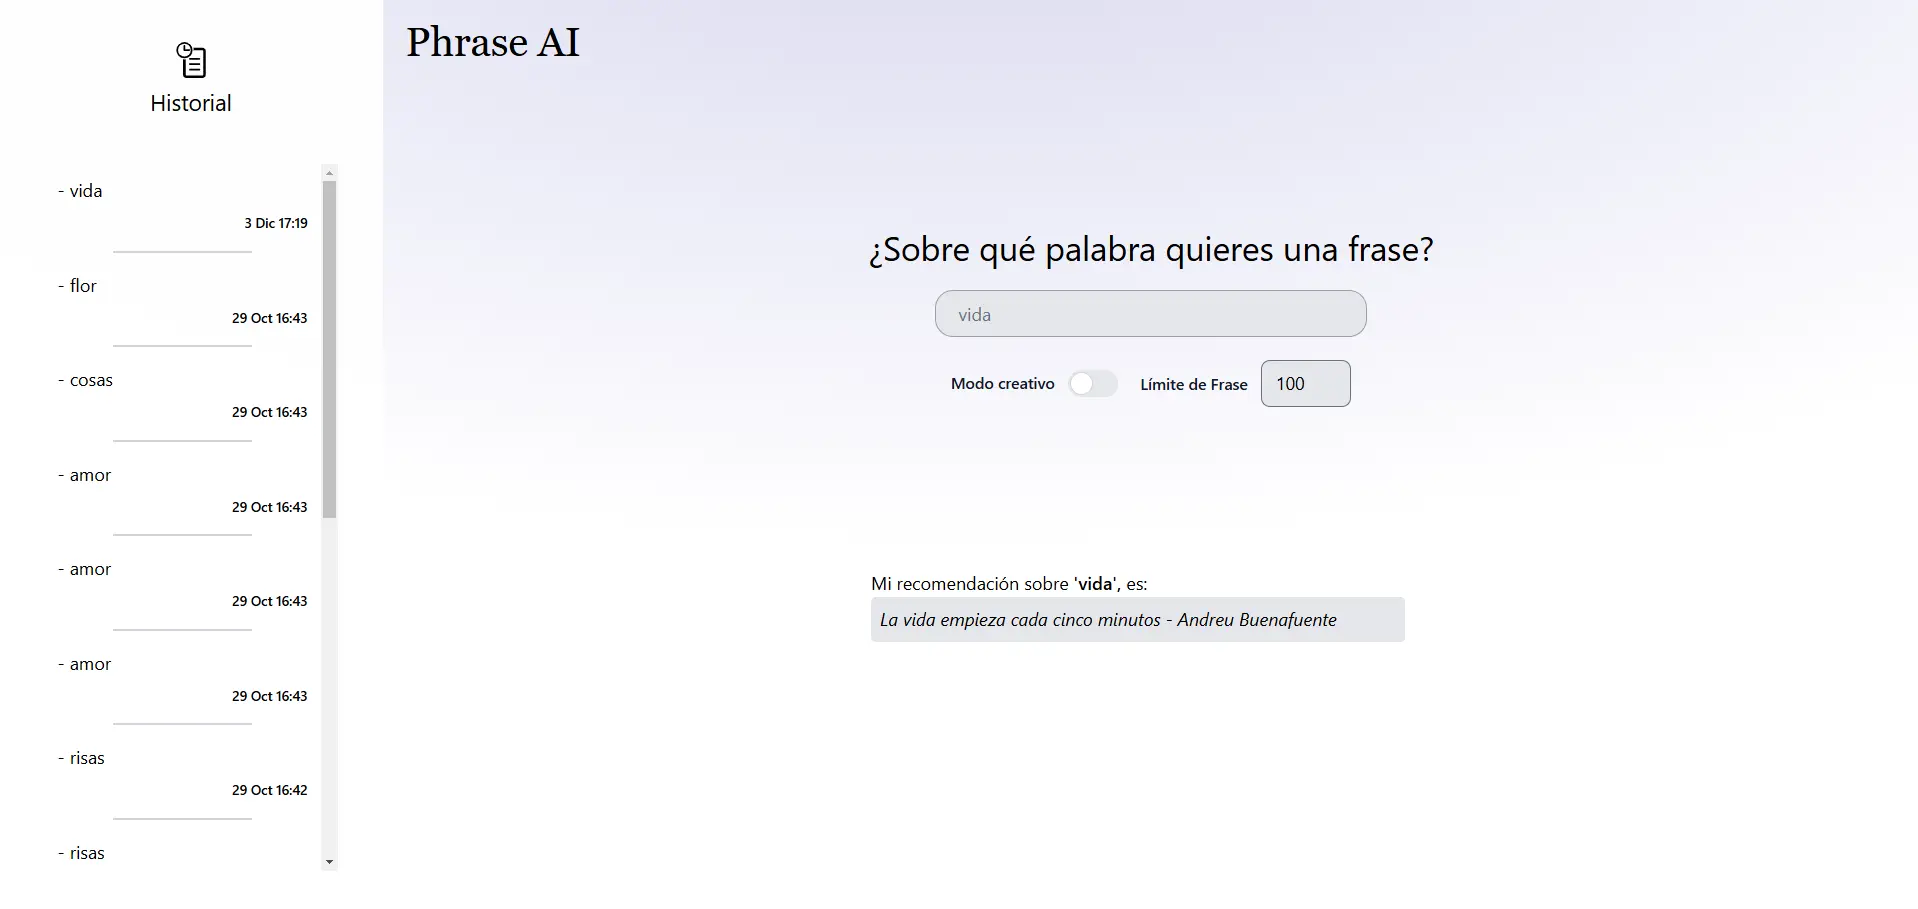 Historial
- vida
3 Dic 17:19
- flor
29 Oct 16:43
- cosas
29 Oct 16:43
- amor
29 Oct 16:43
- amor
29 Oct 16:43
- amor
29 Oct 16:43
- risas
29 Oct 16:42
- risas
Phrase AI
¿Sobre qué palabra quieres una frase?
vida
Modo creativo
Límite de Frase
100
Mi recomendación sobre 'vida', es:
La vida empieza cada cinco minutos - Andreu Buenafuente